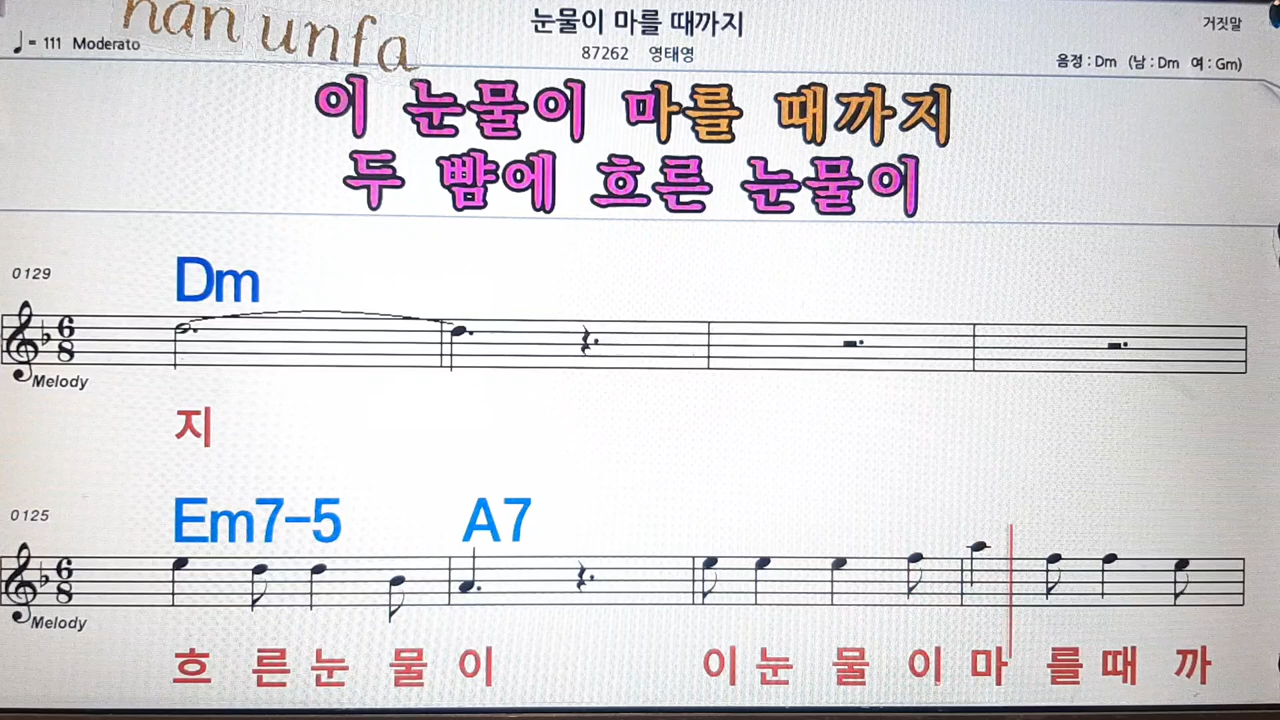 nan unfa
♩= 111 Moderato
눈물이 마를 때까지
87262 영태영
거짓말
음정 : Dm (남 : Dm 여 : Gm)
이 눈물이 마를 때까지
두 뺨에 흐른 눈물이
0129
Dm
6
8
Melody
지
0125
Em7-5 A7
6
8
Melody
흐 른 눈 물 이 이 눈 물 이 마 를 때 까